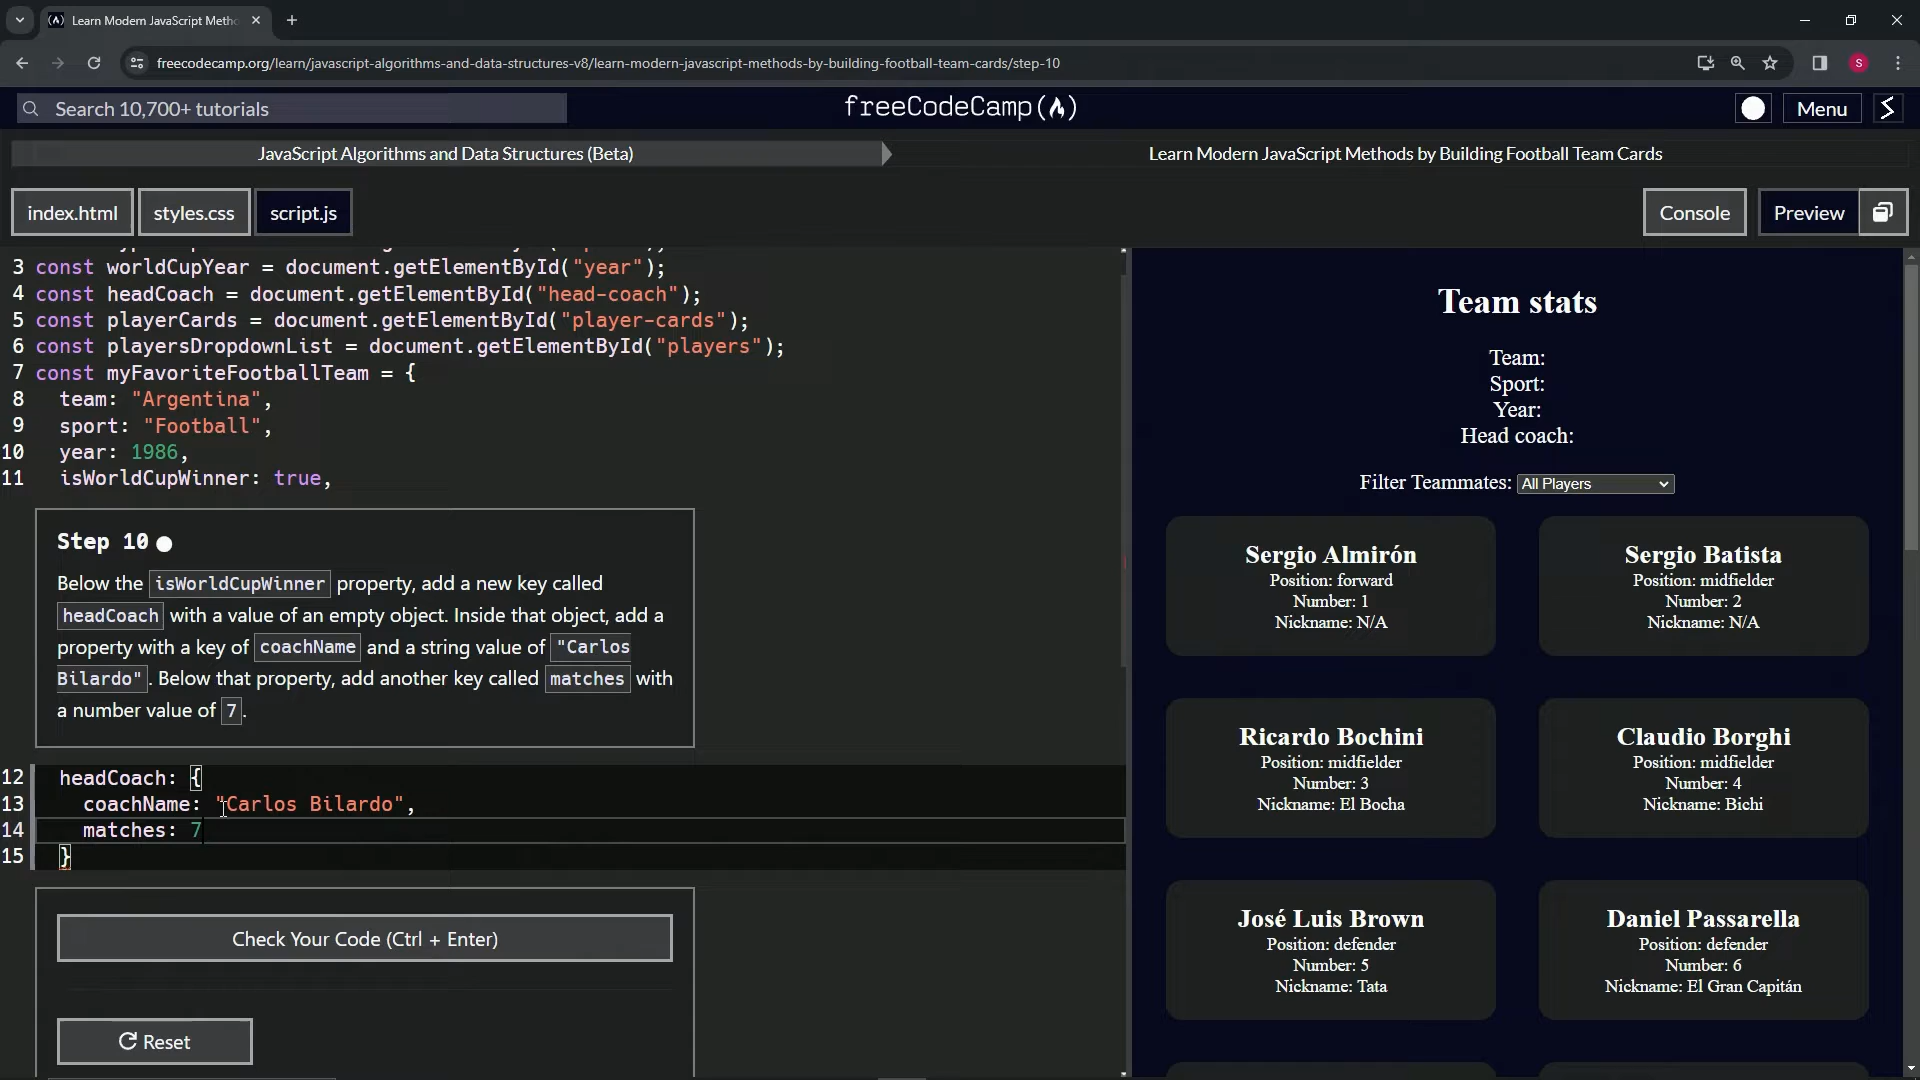 Learn Modern JavaScript Meth
freecodecamp.org/learn/javascript-algorithms-and-data-structures-v8/learn-modern-javascript-methods-by-building-football-team-cards/step-10
S
Search 10,700+ tutorials
freeCodeCamp
Menu
JavaScript Algorithms and Data Structures (Beta)
Learn Modern JavaScript Methods by Building Football Team Cards
index.html
styles.css
script.js
Console
Preview
3 const worldCupYear = document.getElementById("year");
4 const headCoach = document.getElementById("head-coach");
5 const playerCards = document.getElementById("player-cards");
6 const playersDropdownList = document.getElementById("players");
7 const myFavoriteFootballTeam = {
8 team: "Argentina",
9 sport: "Football",
10 year: 1986,
11 isWorldCupWinner: true,
Step 10
Below the isWorldCupWinner property, add a new key called
headCoach with a value of an empty object. Inside that object, add a
property with a key of coachName and a string value of "Carlos
Bilardo". Below that property, add another key called matches with
a number value of 7.
12 headCoach: {
13 coachName: "Carlos Bilardo",
14 matches: 7
15 }
Check Your Code (Ctrl + Enter)
Reset
Team stats
Team:
Sport:
Year:
Head coach:
Filter Teammates: All Players
Sergio Almirón
Position: forward
Number: 1
Nickname: N/A
Sergio Batista
Position: midfielder
Number: 2
Nickname: N/A
Ricardo Bochini
Position: midfielder
Number: 3
Nickname: El Bocha
Claudio Borghi
Position: midfielder
Number: 4
Nickname: Bichi
José Luis Brown
Position: defender
Number: 5
Nickname: Tata
Daniel Passarella
Position: defender
Number: 6
Nickname: El Gran Capitán